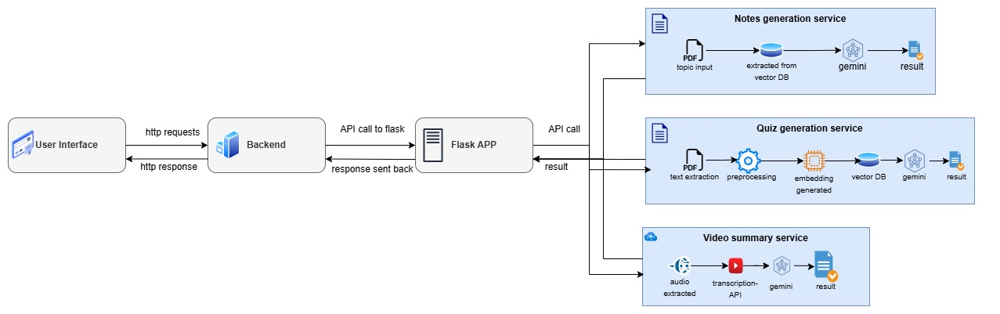 Notes generation service
PDF
topic input
extracted from
vector DB
gemini
result
User Interface
http requests
http response
Backend
API call to flask
response sent back
Flask APP
API call
result
Quiz generation service
PDF
text extraction
preprocessing
embedding
generated
vector DB
gemini
result
Video summary service
audio
extracted
transcription-
API
gemini
result